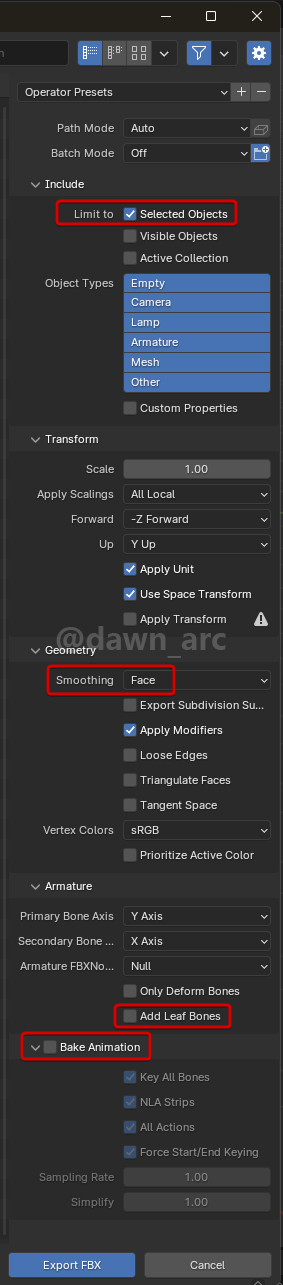 Operator Presets
Path Mode Auto
Batch Mode Off
Include
Limit to Selected Objects
Visible Objects
Active Collection
Object Types Empty
Camera
Lamp
Armature
Mesh
Other
Custom Properties
Transform
Scale 1.00
Apply Scalings All Local
Forward -Z Forward
Up Y Up
Apply Unit
Use Space Transform
Apply Transform
@dawn_arc
Geometry
Smoothing Face
Export Subdivision Su...
Apply Modifiers
Loose Edges
Triangulate Faces
Tangent Space
Vertex Colors sRGB
Prioritize Active Color
Armature
Primary Bone Axis Y Axis
Secondary Bone ... X Axis
Armature FBXNo... Null
Only Deform Bones
Add Leaf Bones
Bake Animation
Key All Bones
NLA Strips
All Actions
Force Start/End Keying
Sampling Rate 1.00
Simplify 1.00
Export FBX Cancel